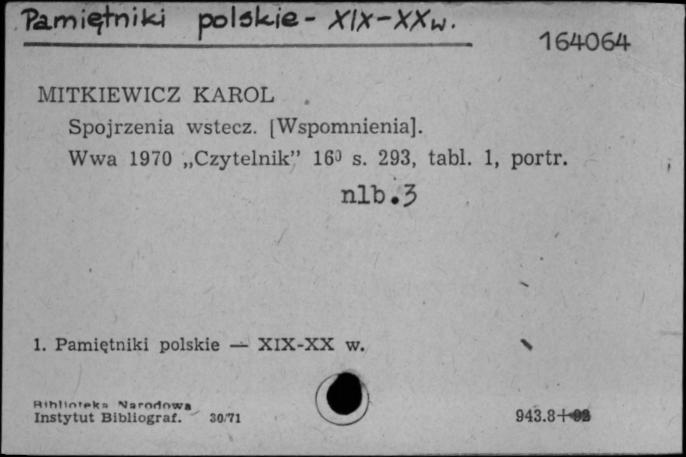 Pamiętniki polskie - XIX-XXw.
164064
MITKIEWICZ KAROL
Spojrzenia wstecz. [Wspomnienia].
Wwa 1970 „Czytelnik” 16⁰ s. 293, tabl. 1, portr.
nlb.3
1. Pamiętniki polskie — XIX-XX w.
Biblioteka Narodowa
Instytut Bibliograf. 30/71
943.8+92